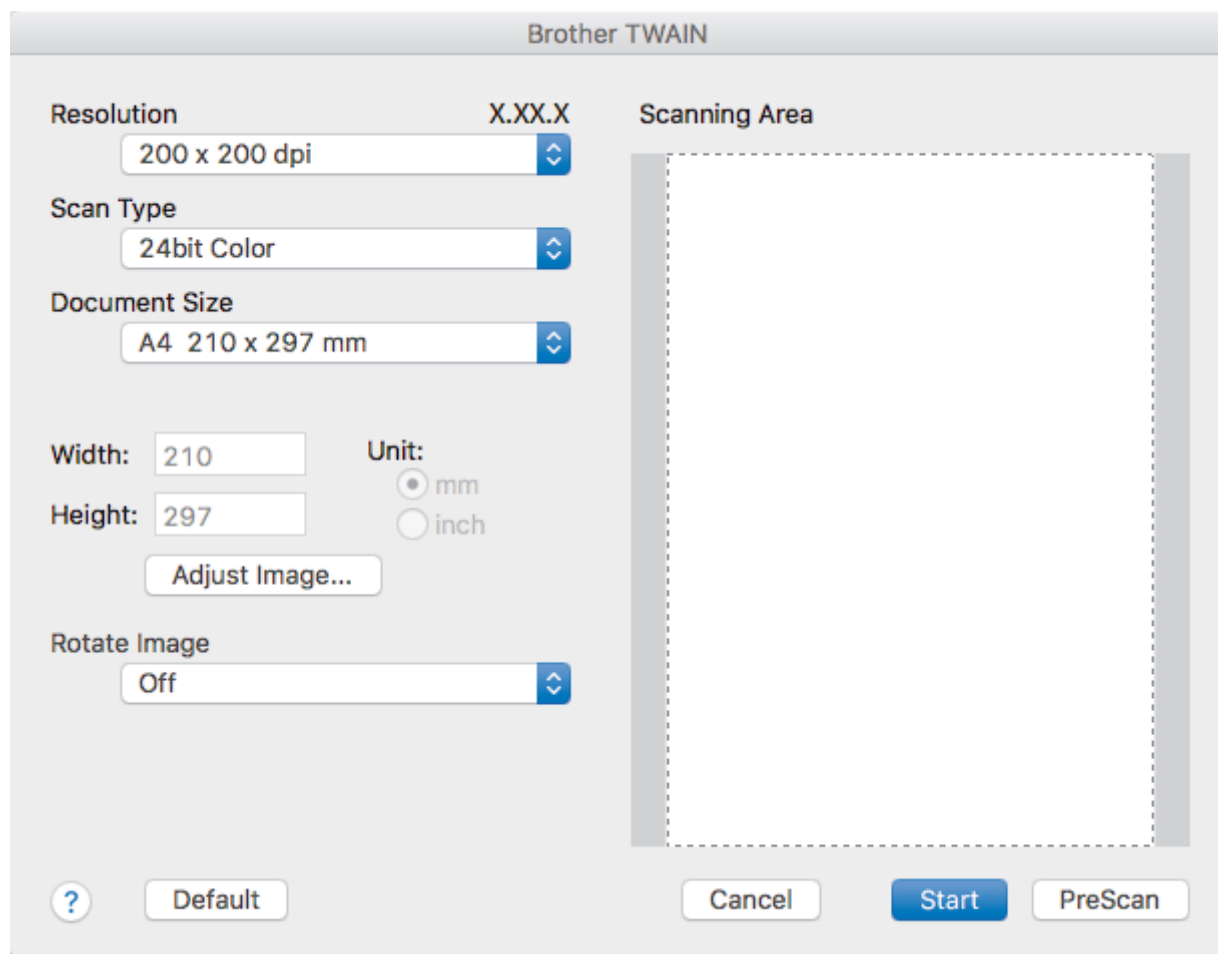 Brother TWAIN
Resolution X.XX.X
200 x 200 dpi
Scan Type
24bit Color
Document Size
A4 210 x 297 mm
Width: 210
Unit:
mm
Height: 297
inch
Adjust Image...
Rotate Image
Off
Scanning Area
? Default Cancel Start PreScan